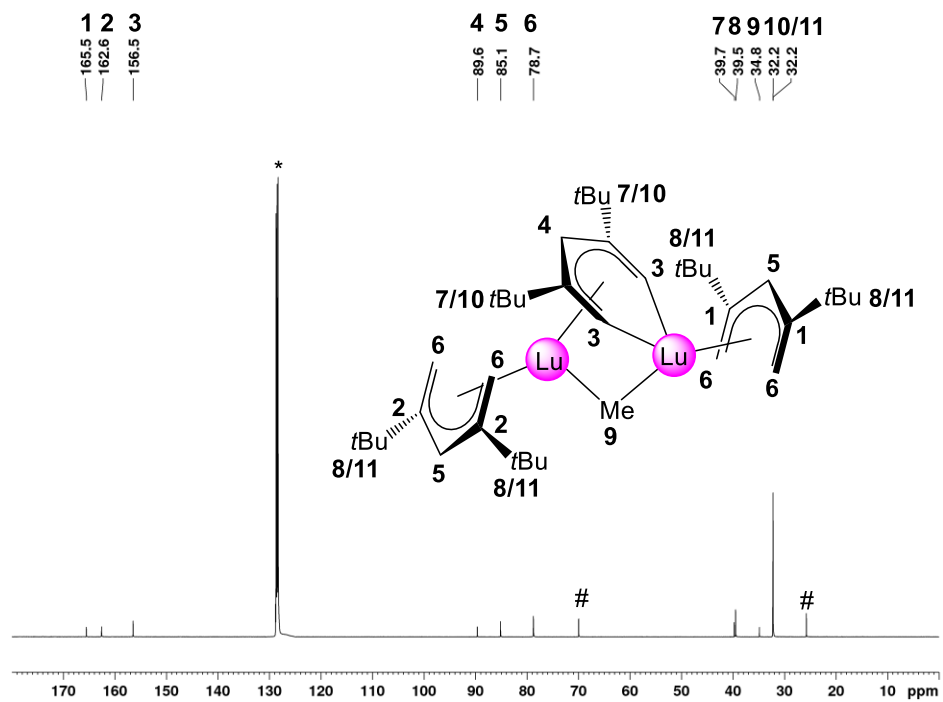 1 2 3 4 5 6 7 8 9 10/11
165.5 162.6 156.5 89.6 85.1 78.7 39.7 39.5 34.8 32.2 32.2
*
tBu 7/10
4
8/11
tBu
3
5
7/10 tBu
tBu 8/11
1
1
3
6
6
Lu
Lu
6
6
2
Me
9
2
tBu
8/11
5
tBu
8/11
#
#
170 160 150 140 130 120 110 100 90 80 70 60 50 40 30 20 10 ppm